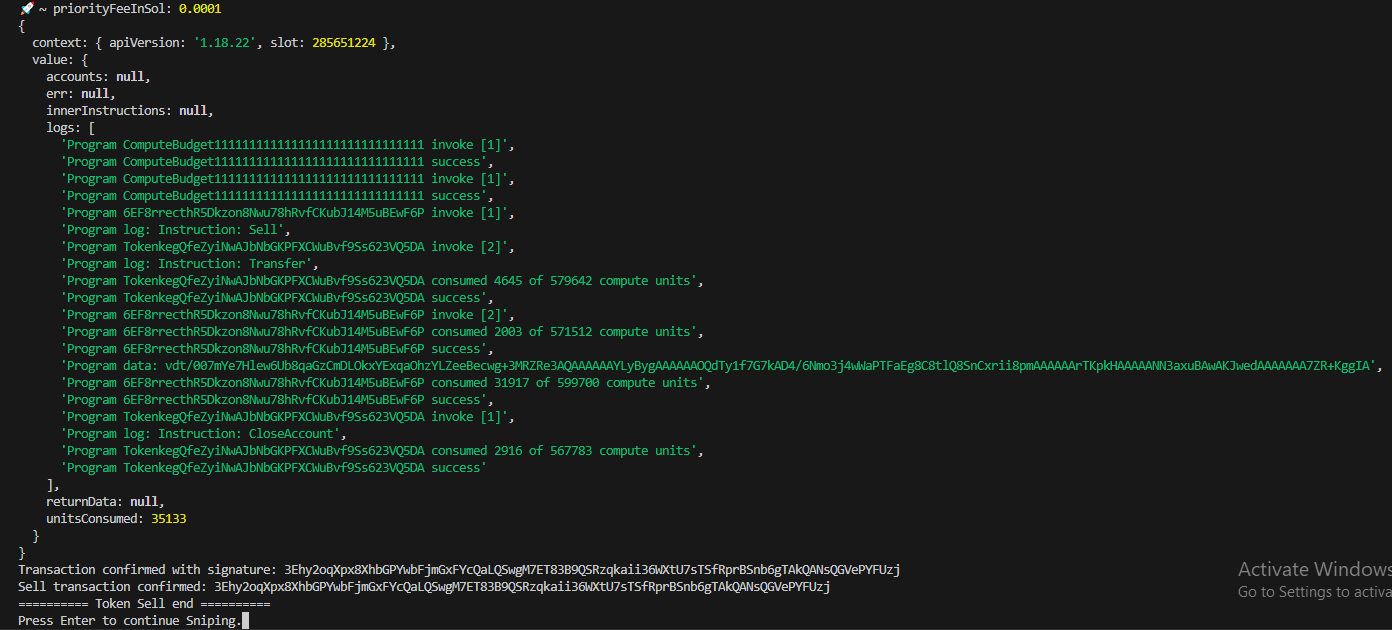 🚀 ~ priorityFeeInSol: 0.0001
{
  context: { apiVersion: '1.18.22', slot: 285651224 },
  value: {
    accounts: null,
    err: null,
    innerInstructions: null,
    logs: [
      'Program ComputeBudget111111111111111111111111111111 invoke [1]',
      'Program ComputeBudget111111111111111111111111111111 success',
      'Program ComputeBudget111111111111111111111111111111 invoke [1]',
      'Program ComputeBudget111111111111111111111111111111 success',
      'Program 6EF8rrecthR5Dkzon8Nwu78hRvfCKubJ14M5uBEwF6P invoke [1]',
      'Program log: Instruction: Sell',
      'Program TokenkegQfeZyiNwAJbNbGKPFXCWuBvf9Ss623VQ5DA invoke [2]',
      'Program log: Instruction: Transfer',
      'Program TokenkegQfeZyiNwAJbNbGKPFXCWuBvf9Ss623VQ5DA consumed 4645 of 579642 compute units',
      'Program TokenkegQfeZyiNwAJbNbGKPFXCWuBvf9Ss623VQ5DA success',
      'Program 6EF8rrecthR5Dkzon8Nwu78hRvfCKubJ14M5uBEwF6P invoke [2]',
      'Program 6EF8rrecthR5Dkzon8Nwu78hRvfCKubJ14M5uBEwF6P consumed 2003 of 571512 compute units',
      'Program 6EF8rrecthR5Dkzon8Nwu78hRvfCKubJ14M5uBEwF6P success',
      'Program data: vdt/007mYe7Hlew6Ub8qaGzCmDLOkxYExqaOhzYLZeeBecwg+3MRZRe3AQAAAAAAYLyBygAAAAAAOQdTy1f7G7kAD4/6Nmo3j4wWaPTFaEg8C8tlQ8SnCxrii8pmAAAAAArTKpkHAAAAANN3axuBAwAKJwedAAAAAAA7ZR+KggIA',
      'Program 6EF8rrecthR5Dkzon8Nwu78hRvfCKubJ14M5uBEwF6P consumed 31917 of 599700 compute units',
      'Program 6EF8rrecthR5Dkzon8Nwu78hRvfCKubJ14M5uBEwF6P success',
      'Program TokenkegQfeZyiNwAJbNbGKPFXCWuBvf9Ss623VQ5DA invoke [1]',
      'Program log: Instruction: CloseAccount',
      'Program TokenkegQfeZyiNwAJbNbGKPFXCWuBvf9Ss623VQ5DA consumed 2916 of 567783 compute units',
      'Program TokenkegQfeZyiNwAJbNbGKPFXCWuBvf9Ss623VQ5DA success'
    ],
    returnData: null,
    unitsConsumed: 35133
  }
}
Transaction confirmed with signature: 3Ehy2oqXpx8XhbGPYwbFjmGxFYcQaLQSwgM7ET83B9QSRzqkaii36WXtU7sTSfRprBSnb6gTAkQANsQGVePYFUzj
Sell transaction confirmed: 3Ehy2oqXpx8XhbGPYwbFjmGxFYcQaLQSwgM7ET83B9QSRzqkaii36WXtU7sTSfRprBSnb6gTAkQANsQGVePYFUzj
========== Token Sell end ==========
Press Enter to continue Sniping.
Activate Windows
Go to Settings to activa